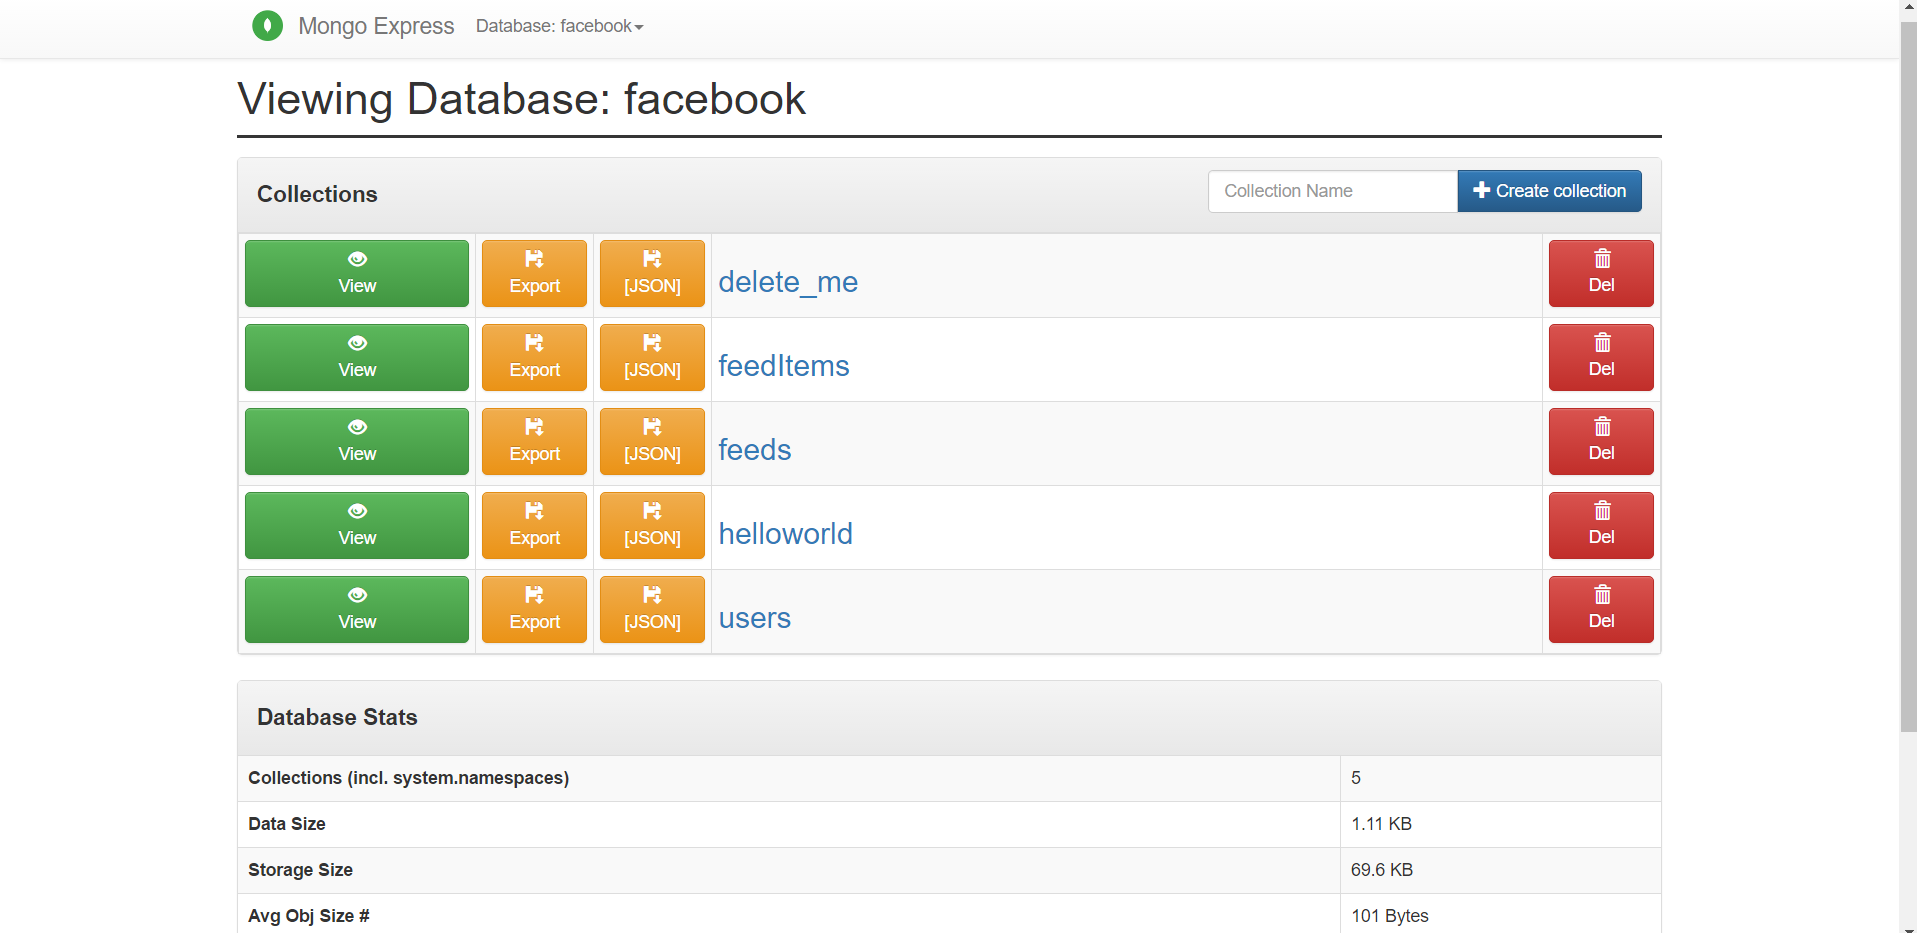 Mongo Express Database: facebook
Viewing Database: facebook
Collections
Collection Name
Create collection
View Export [JSON] delete_me Del
View Export [JSON] feedItems Del
View Export [JSON] feeds Del
View Export [JSON] helloworld Del
View Export [JSON] users Del
Database Stats
Collections (incl. system.namespaces) 5
Data Size 1.11 KB
Storage Size 69.6 KB
Avg Obj Size # 101 Bytes